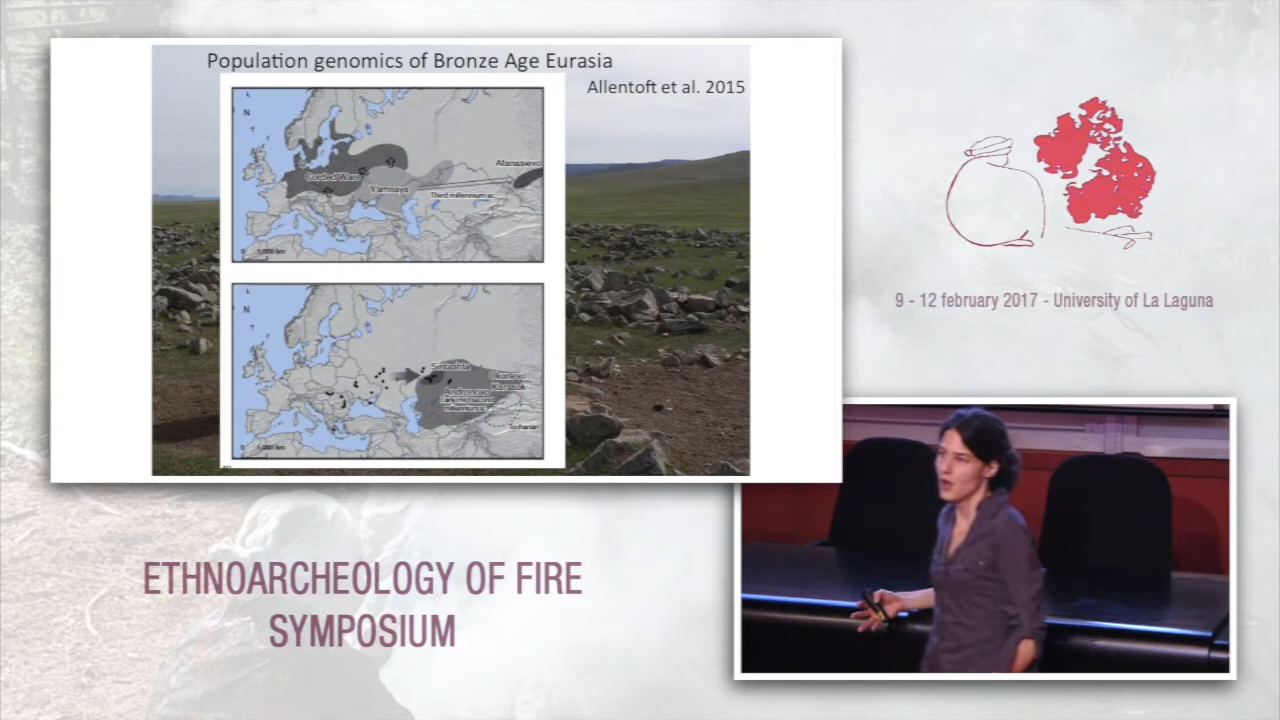 Population genomics of Bronze Age Eurasia
Allentoft et al. 2015
N
Afanasievo
Corded Ware
Yamnaya
Third millennium BC
N
Sintashta
Okunevo
Karasuk
Andronovo
Tocharian
9 - 12 february 2017 - University of La Laguna
ETHNOARCHEOLOGY OF FIRE
SYMPOSIUM